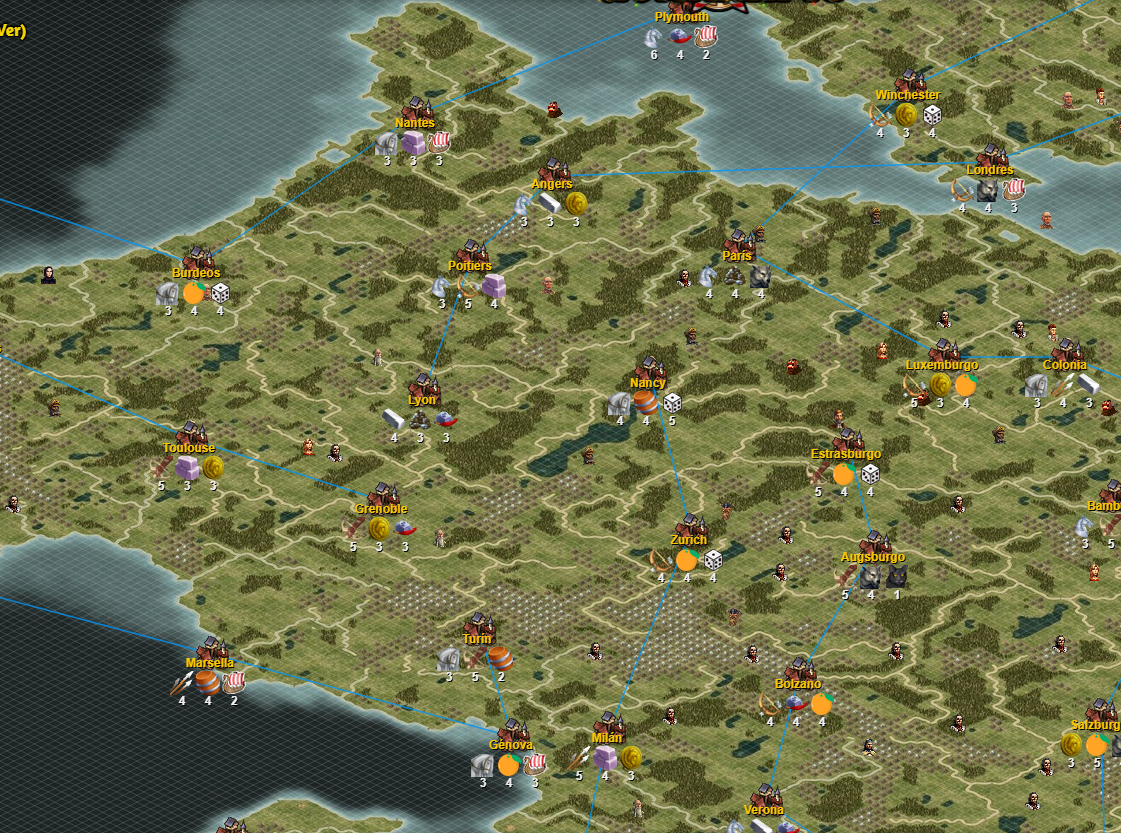 Ver)
Plymouth
6 4 2
Winchester
4 3 4
Nantes
3 3 3
Londres
4 4 3
Angers
3 3 3
Paris
4 4 4
Poitiers
3 5 4
Burdeos
3 4 4
Luxemburgo
5 3 4
Colonia
3 4 3
Nancy
4 4 5
Lyon
4 3 3
Toulouse
5 3 3
Estrasburgo
5 4 4
Bamb
3 5
Grenoble
5 3 3
Zurich
4 4 4
Augsburgo
5 4 1
Turin
3 5 2
Marsella
4 4 2
Bolzano
4 4 4
Salzburg
3 5
Génova
3 4 3
Milán
5 4 3
Verona